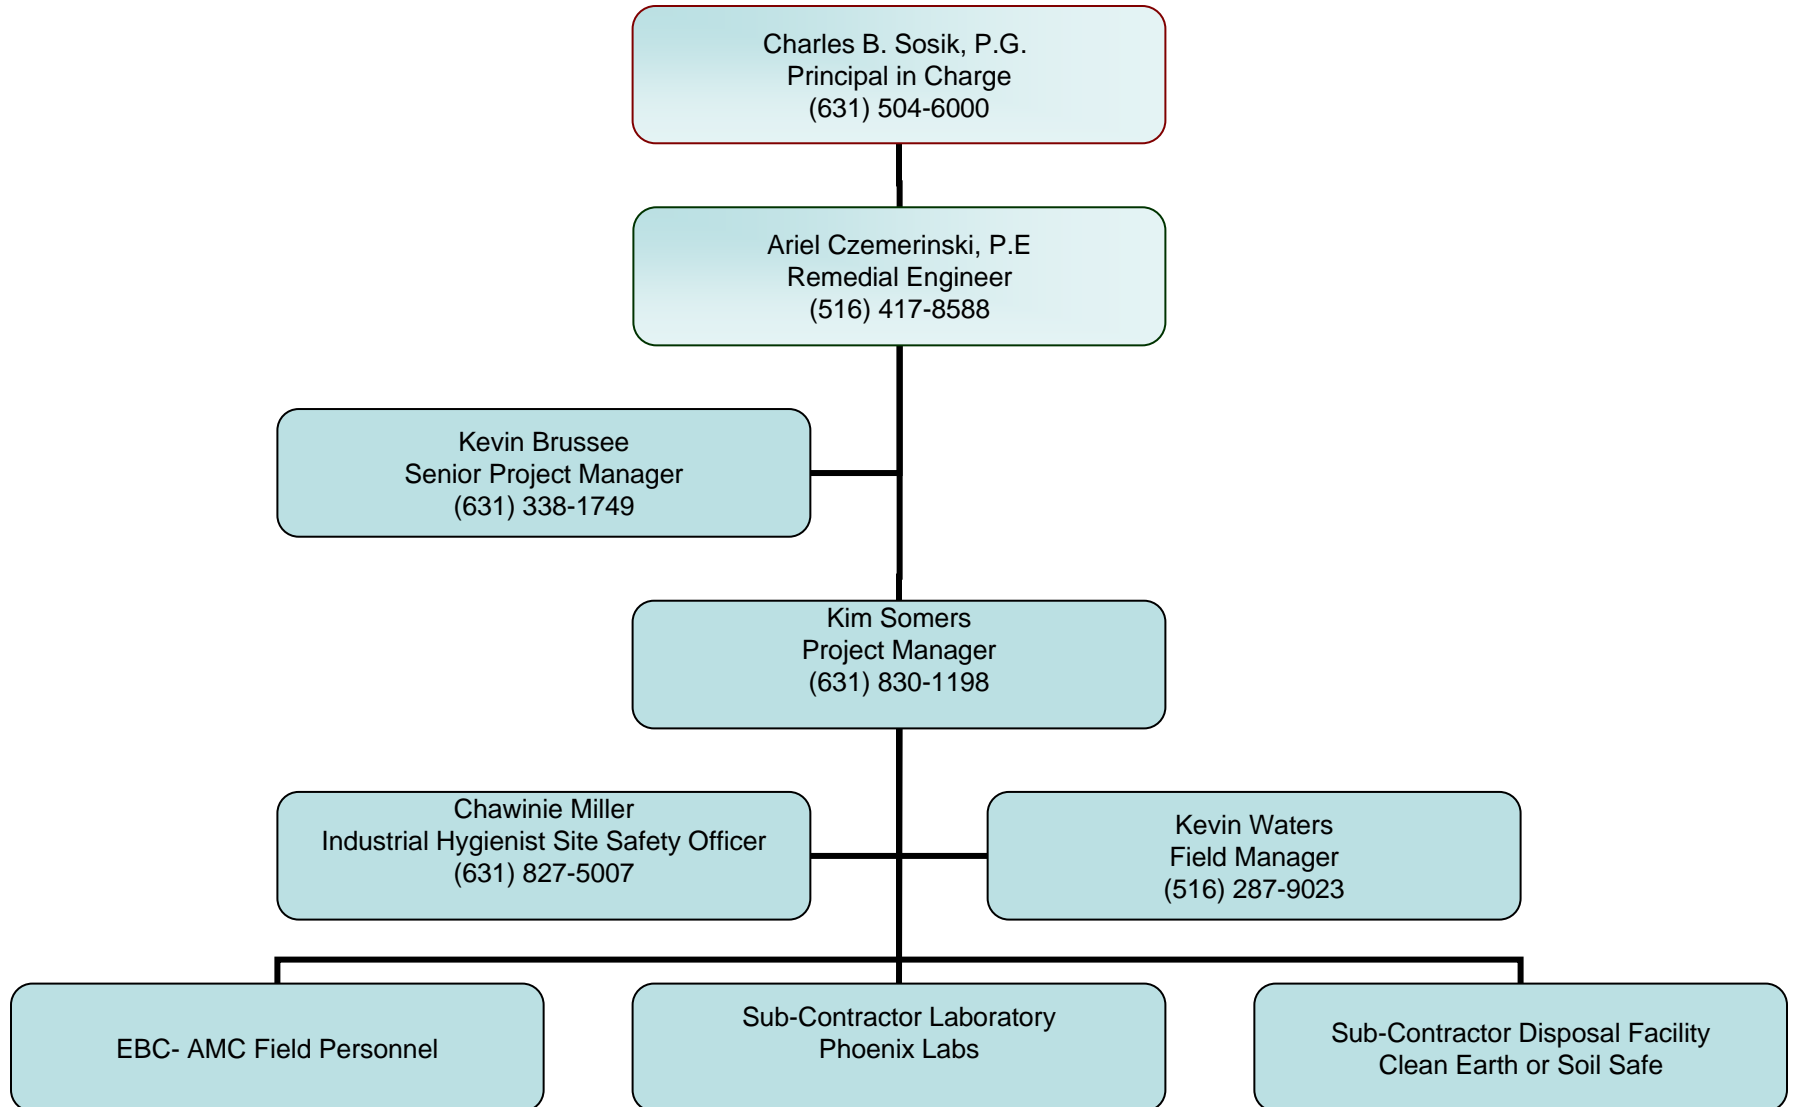 Charles B. Sosik, P.G.
Principal in Charge
(631) 504-6000
Ariel Czemerinski, P.E
Remedial Engineer
(516) 417-8588
Kevin Brussee
Senior Project Manager
(631) 338-1749
Kim Somers
Project Manager
(631) 830-1198
Chawinie Miller
Industrial Hygienist Site Safety Officer
(631) 827-5007
Kevin Waters
Field Manager
(516) 287-9023
EBC- AMC Field Personnel
Sub-Contractor Laboratory
Phoenix Labs
Sub-Contractor Disposal Facility
Clean Earth or Soil Safe